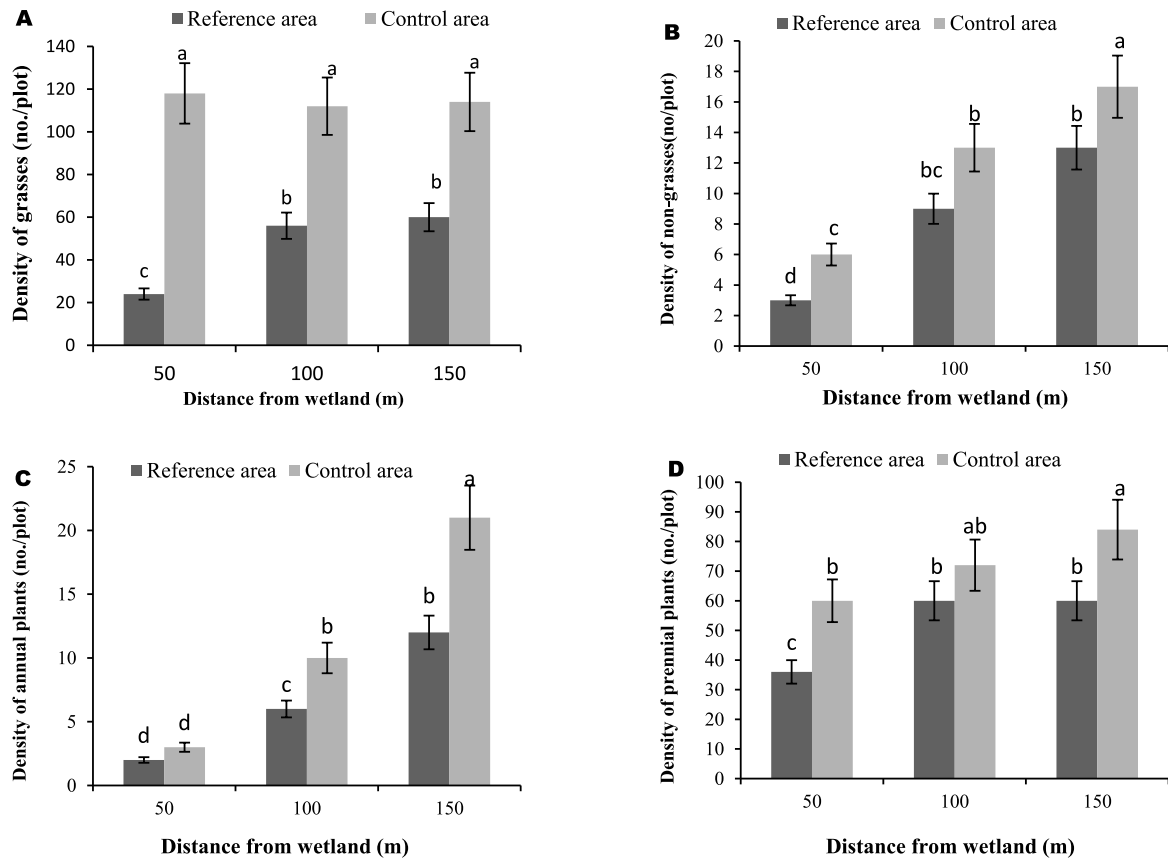 A
Reference area Control area
Density of grasses (no./plot)
140
120
100
80
60
40
20
0
a
a
a
c
b
b
50 100 150
Distance from wetland (m)
B
Reference area Control area
Density of non-grasses(no/plot)
20
18
16
14
12
10
8
6
4
2
0
d
c
bc
b
b
a
50 100 150
Distance from wetland (m)
C
Reference area Control area
Density of annual plants (no./plot)
25
20
15
10
5
0
d
d
c
b
b
a
50 100 150
Distance from wetland (m)
D
Reference area Control area
Density of prennial plants (no./plot)
100
90
80
70
60
50
40
30
20
10
0
c
b
b
ab
b
a
50 100 150
Distance from wetland (m)